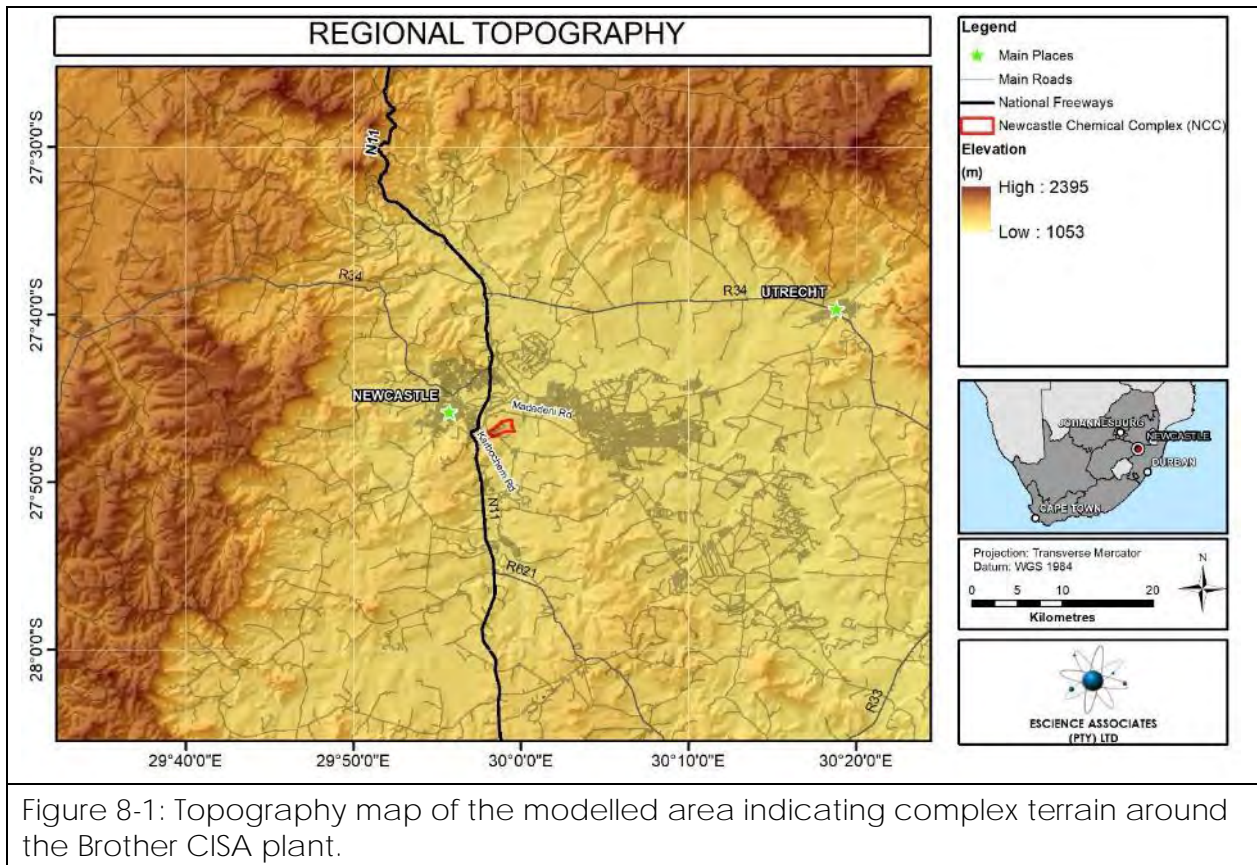 REGIONAL TOPOGRAPHY
N11
R34
R34
UTRECHT
NEWCASTLE
Madadeni Rd
Karbochem Rd
N11
R621
R33
27°30'0"S
27°40'0"S
27°50'0"S
28°0'0"S
29°40'0"E
29°50'0"E
30°0'0"E
30°10'0"E
30°20'0"E
Legend
Main Places
Main Roads
National Freeways
Newcastle Chemical Complex (NCC)
Elevation
(m)
High : 2395
Low : 1053
JOHANNESBURG
NEWCASTLE
DURBAN
CAPE TOWN
Projection: Transverse Mercator
Datum: WGS 1984
N
0 5 10 20
Kilometres
ESCIENCE ASSOCIATES
(PTY) LTD
Figure 8-1: Topography map of the modelled area indicating complex terrain around
the Brother CISA plant.